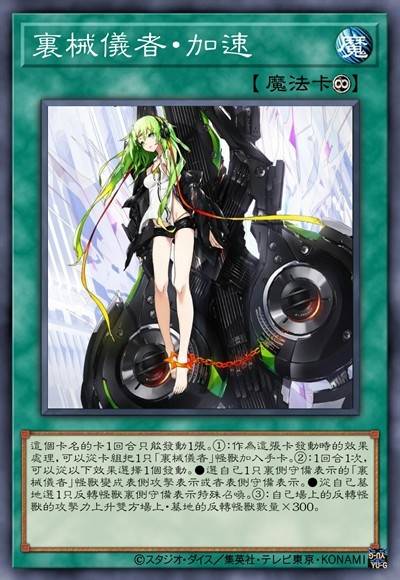 裏械儀者・加速
魔
【魔法卡♾】
這個卡名的卡1回合只能發動1張。①:作為這張卡發動時的效果
處理,可以從卡組把1只「裏械儀者」怪獸加入手卡。②:1回合1次,
可以從以下效果選擇1個發動。●選自己1只裏側守備表示的「裏
械儀者」怪獸變成表側攻擊表示或者表側守備表示。●從自己墓
地選1只反轉怪獸裏側守備表示特殊召喚。③:自己場上的反轉怪
獸的攻擊力上升雙方場上・墓地的反轉怪獸數量×300。
©スタジオ・ダイス/集英社・テレビ東京・KONAMI